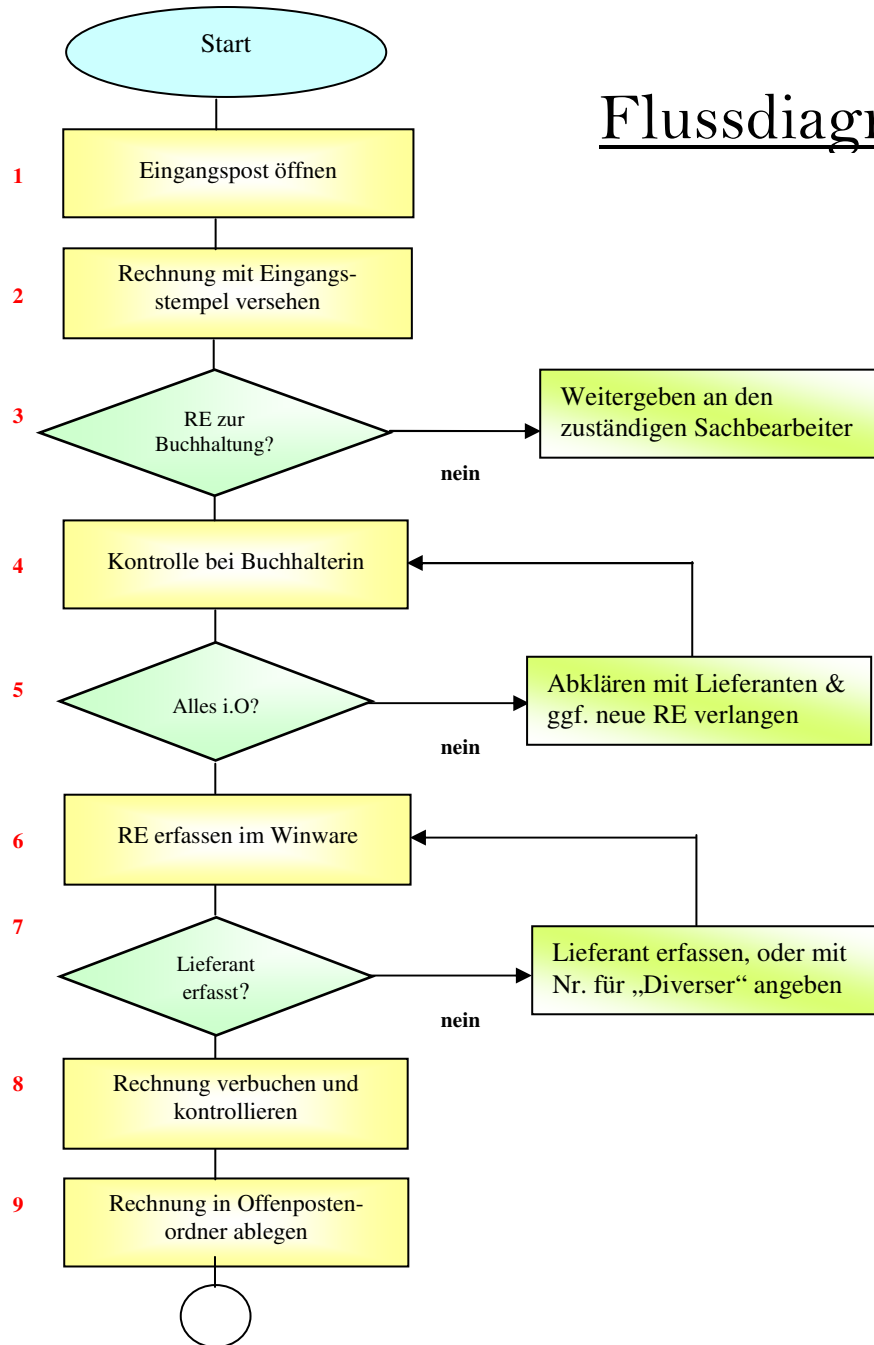 Start
Flussdiagr
1
Eingangspost öffnen
2
Rechnung mit Eingangs-
stempel versehen
3
RE zur
Buchhaltung?
nein
Weitergeben an den
zuständigen Sachbearbeiter
4
Kontrolle bei Buchhalterin
5
Alles i.O?
nein
Abklären mit Lieferanten &
ggf. neue RE verlangen
6
RE erfassen im Winware
7
Lieferant
erfasst?
nein
Lieferant erfassen, oder mit
Nr. für „Diverser“ angeben
8
Rechnung verbuchen und
kontrollieren
9
Rechnung in Offenposten-
ordner ablegen